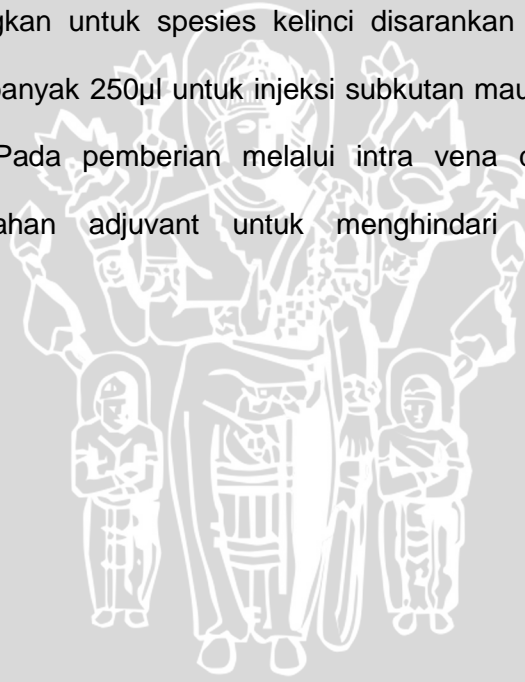 gkan untuk spesies kelinci disarankan
banyak 250µl untuk injeksi subkutan mau
Pada pemberian melalui intra vena
ahan adjuvant untuk menghindari